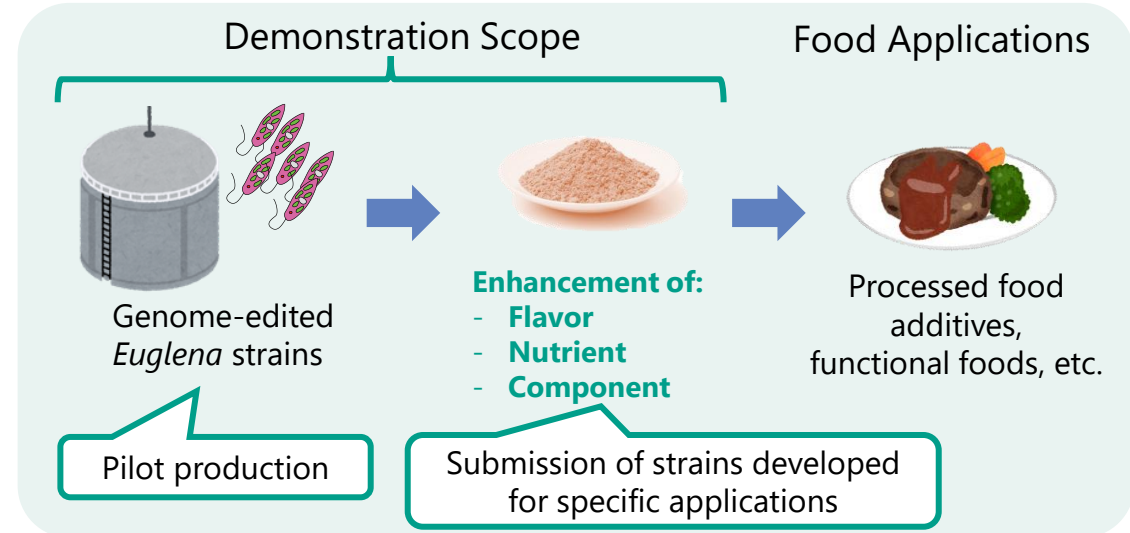 Demonstration Scope
Food Applications
Genome-edited
Euglena strains
Pilot production
Enhancement of:
- Flavor
- Nutrient
- Component
Submission of strains developed
for specific applications
Processed food
additives,
functional foods, etc.